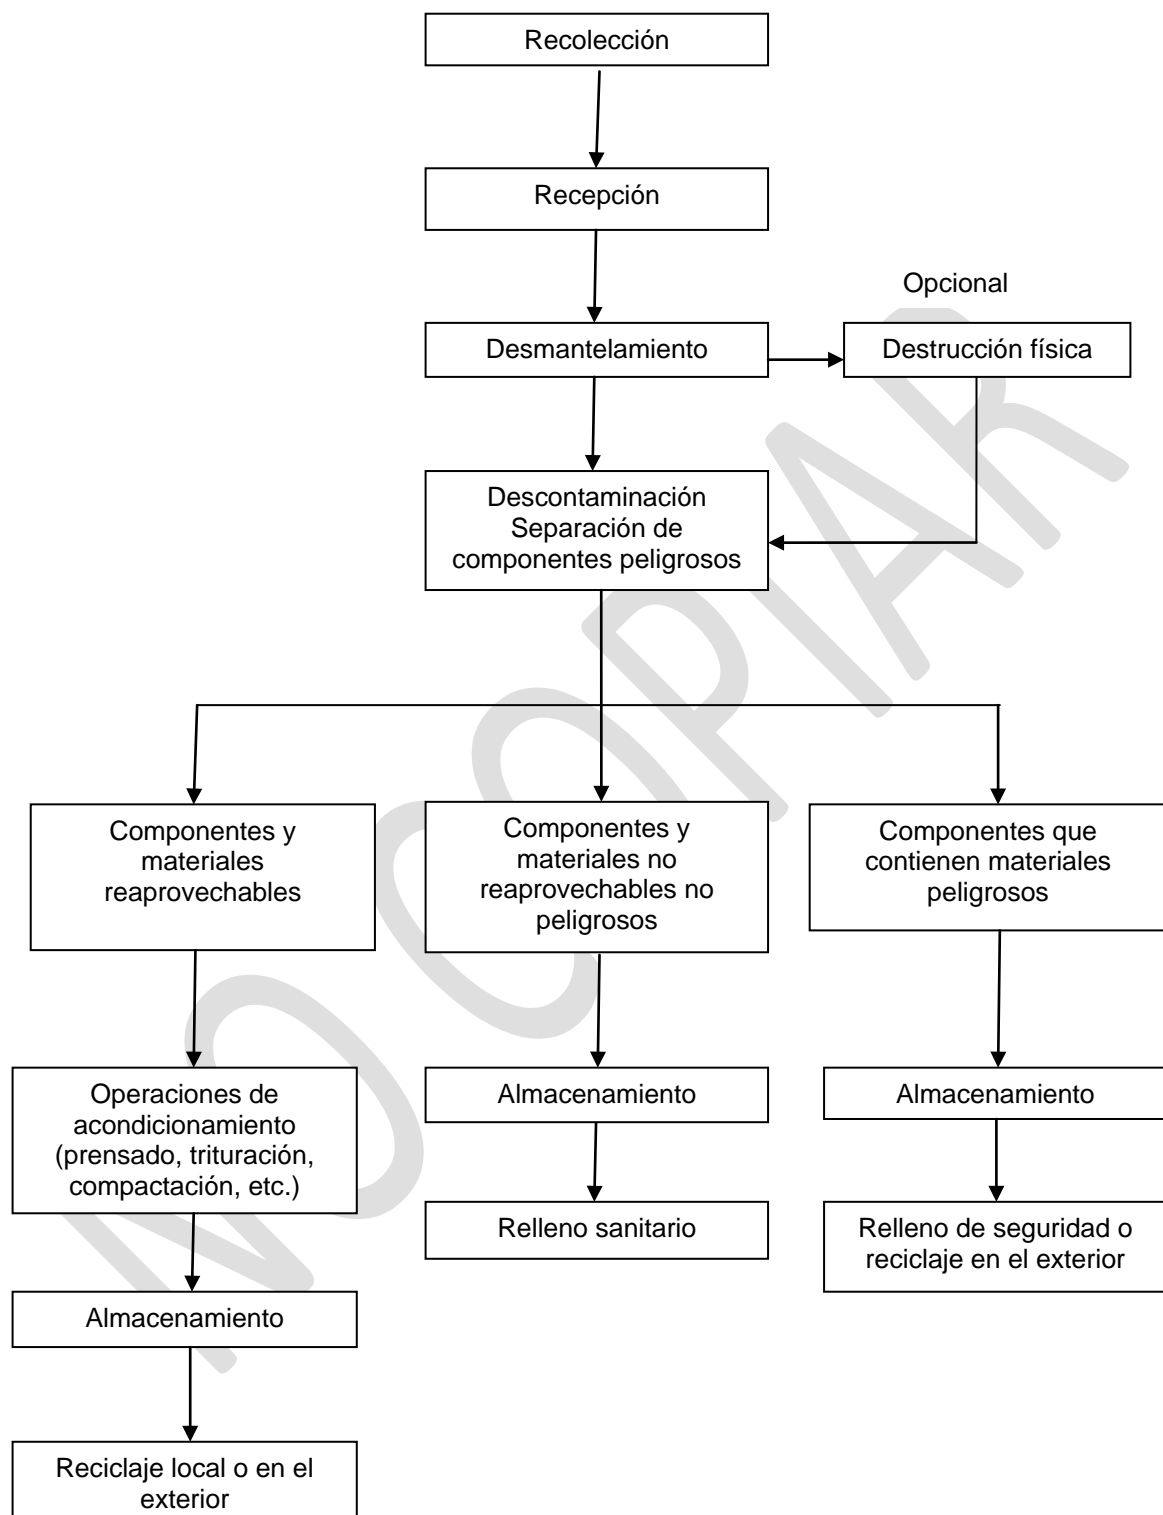 Recolección
Recepción
Opcional
Desmantelamiento
Destrucción física
Descontaminación
Separación de
componentes peligrosos
Componentes y
materiales
reaprovechables
Componentes y
materiales no
reaprovechables no
peligrosos
Componentes que
contienen materiales
peligrosos
Operaciones de
acondicionamiento
(prensado, trituración,
compactación, etc.)
Almacenamiento
Almacenamiento
Relleno sanitario
Relleno de seguridad o
reciclaje en el exterior
Almacenamiento
Reciclaje local o en el
exterior
NO COPIAR